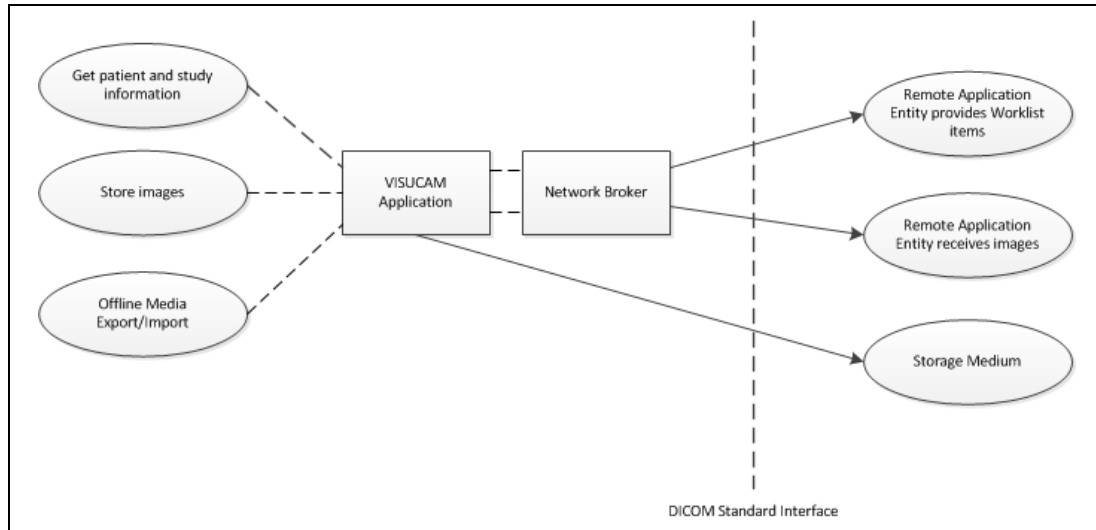 Get patient and study
information
Store images
Offline Media
Export/Import
VISUCAM
Application
Network Broker
Remote Application
Entity provides Worklist
items
Remote Application
Entity receives images
Storage Medium
DICOM Standard Interface